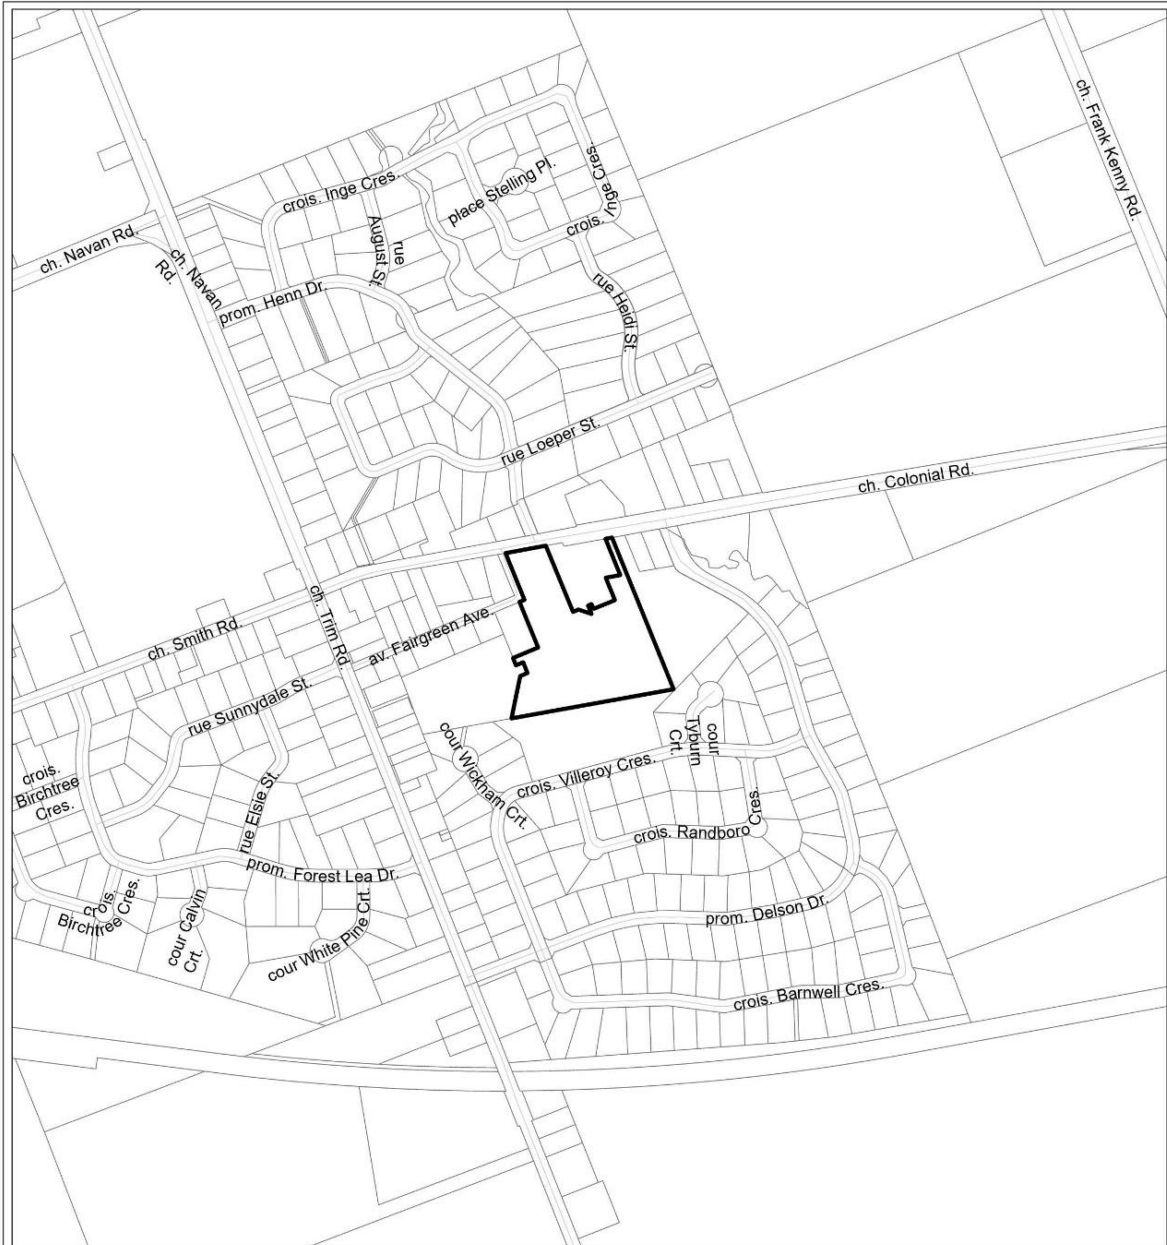 ch. Frank Kenny Rd.
crois. Inge Cres.
place Stelling Pl.
crois. Inge Cres.
rue
August St.
ch. Navan Rd.
ch. Navan
Rd.
prom. Henn Dr.
rue Heidi St.
rue Loeper St.
ch. Colonial Rd.
ch. Trim Rd.
av. Fairgreen Ave.
ch. Smith Rd.
rue Sunnydale St.
cour Wickham Crt.
cour
Tyburn
Crt.
crois. Villeroy Cres.
crois.
Birchtree
Cres.
rue Elsie St.
crois. Randboro Cres.
prom. Forest Lea Dr.
crois.
Birchtree Cres.
cour Calvin
Crt.
cour White Pine Crt.
prom. Delson Dr.
crois. Barnwell Cres.